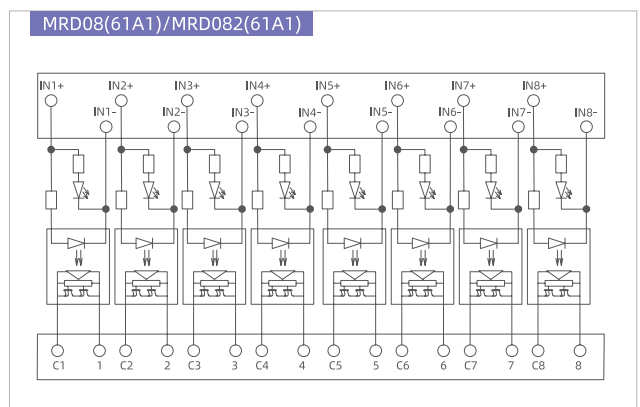 MRD08(61A1)/MRD082(61A1)
IN1+ IN2+ IN3+ IN4+ IN5+ IN6+ IN7+ IN8+
IN1- IN2- IN3- IN4- IN5- IN6- IN7- IN8-
C1 1 C2 2 C3 3 C4 4 C5 5 C6 6 C7 7 C8 8